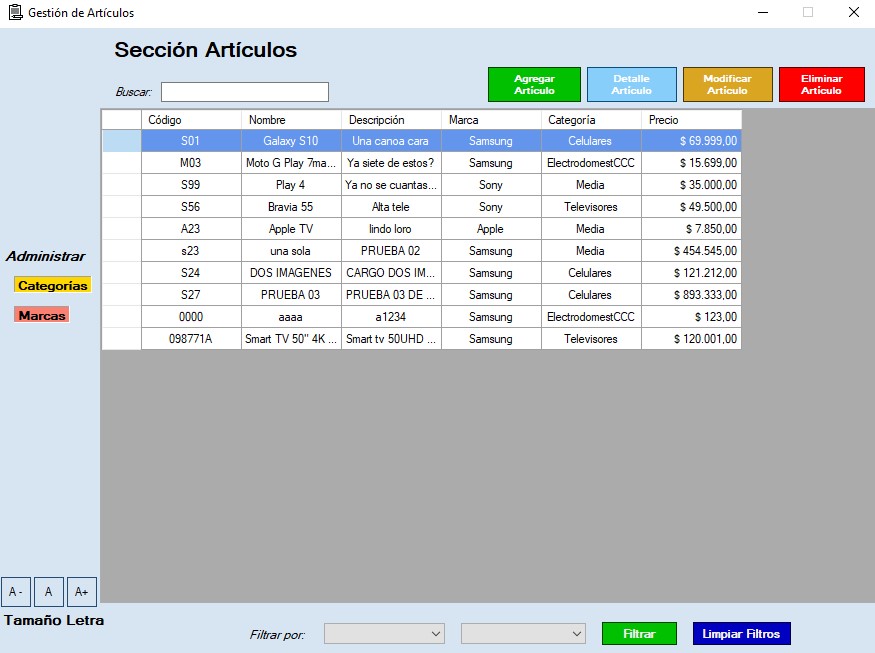 Gestión de Artículos
Sección Artículos
Buscar:
Agregar Artículo
Detalle Artículo
Modificar Artículo
Eliminar Artículo
Código Nombre Descripción Marca Categoría Precio
S01 Galaxy S10 Una canoa cara Samsung Celulares $ 69.999,00
M03 Moto G Play 7ma... Ya siete de estos? Samsung ElectrodomestCCC $ 15.699,00
S99 Play 4 Ya no se cuantas... Sony Media $ 35.000,00
S56 Bravia 55 Alta tele Sony Televisores $ 49.500,00
A23 Apple TV lindo loro Apple Media $ 7.850,00
s23 una sola PRUEBA 02 Samsung Media $ 454.545,00
S24 DOS IMAGENES CARGO DOS IM... Samsung Celulares $ 121.212,00
S27 PRUEBA 03 PRUEBA 03 DE ... Samsung Celulares $ 893.333,00
0000 aaaa a1234 Samsung ElectrodomestCCC $ 123,00
098771A Smart TV 50" 4K ... Smart tv 50UHD ... Samsung Televisores $ 120.001,00
Administrar
Categorías
Marcas
A - A A+
Tamaño Letra
Filtrar por:
Filtrar
Limpiar Filtros